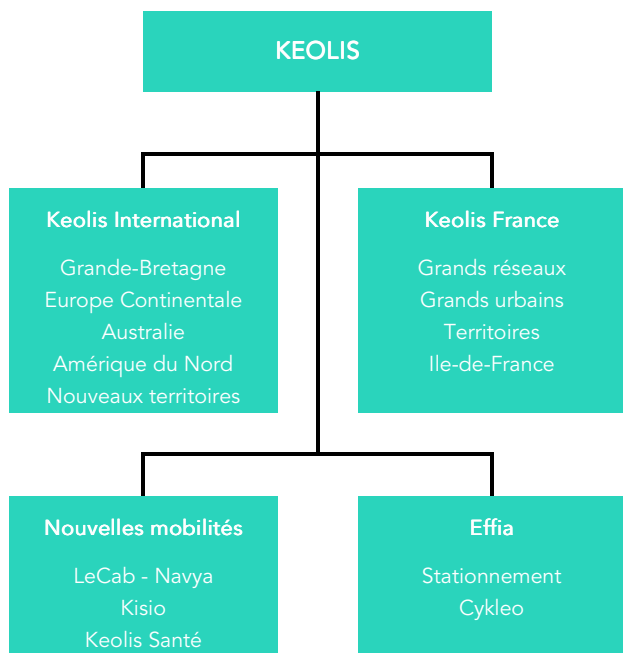 KEOLIS
Keolis International
Grande-Bretagne
Europe Continentale
Australie
Amérique du Nord
Nouveaux territoires
Keolis France
Grands réseaux
Grands urbains
Territoires
Ile-de-France
Nouvelles mobilités
LeCab - Navya
Kisio
Keolis Santé
Effia
Stationnement
Cykleo